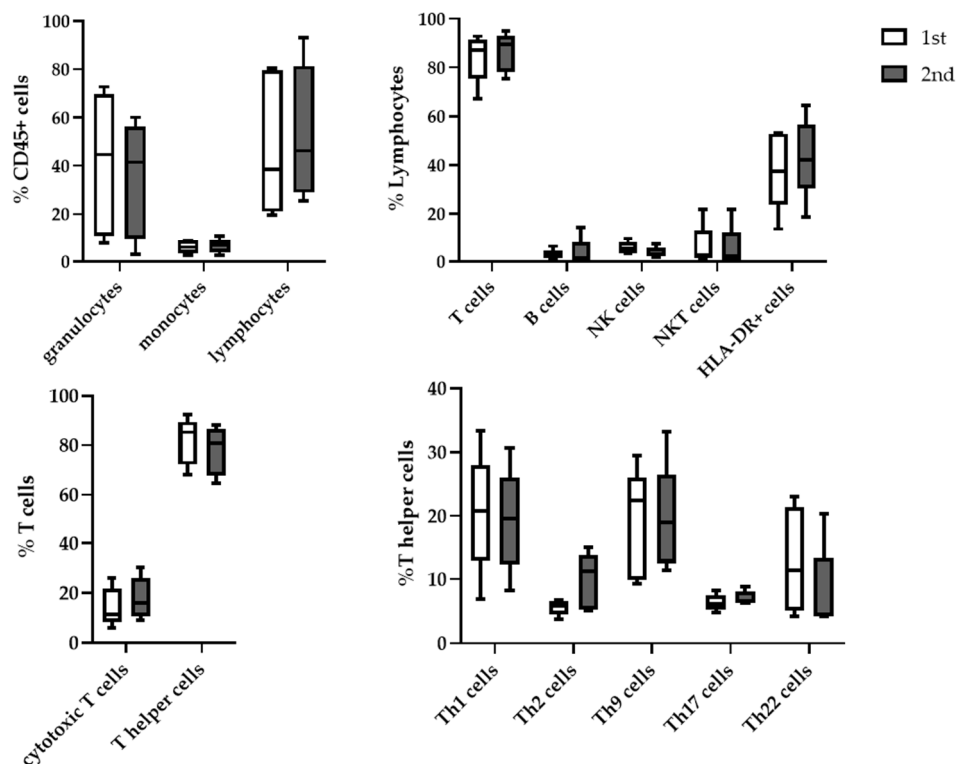 % CD45+ cells
100
80
60
40
20
0
granulocytes
monocytes
lymphocytes
% Lymphocytes
100
80
60
40
20
0
T cells
B cells
NK cells
NKT cells
HLA-DR+ cells
1st
2nd
% T cells
100
80
60
40
20
0
cytotoxic T cells
T helper cells
%T helper cells
40
30
20
10
0
Th1 cells
Th2 cells
Th9 cells
Th17 cells
Th22 cells